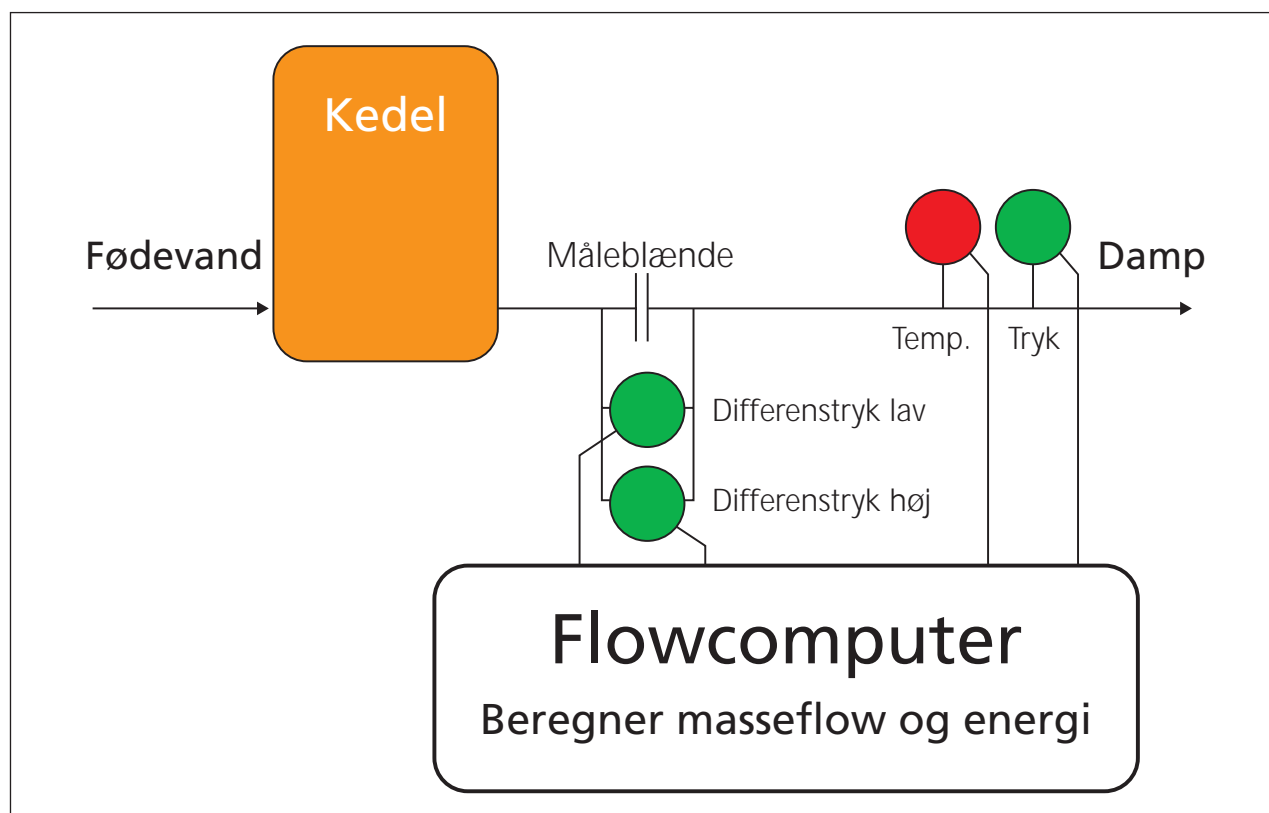 Kedel
Fødevand
Måleblænde
Damp
Temp.
Tryk
Differenstryk lav
Differenstryk høj
Flowcomputer
Beregner masseflow og energi